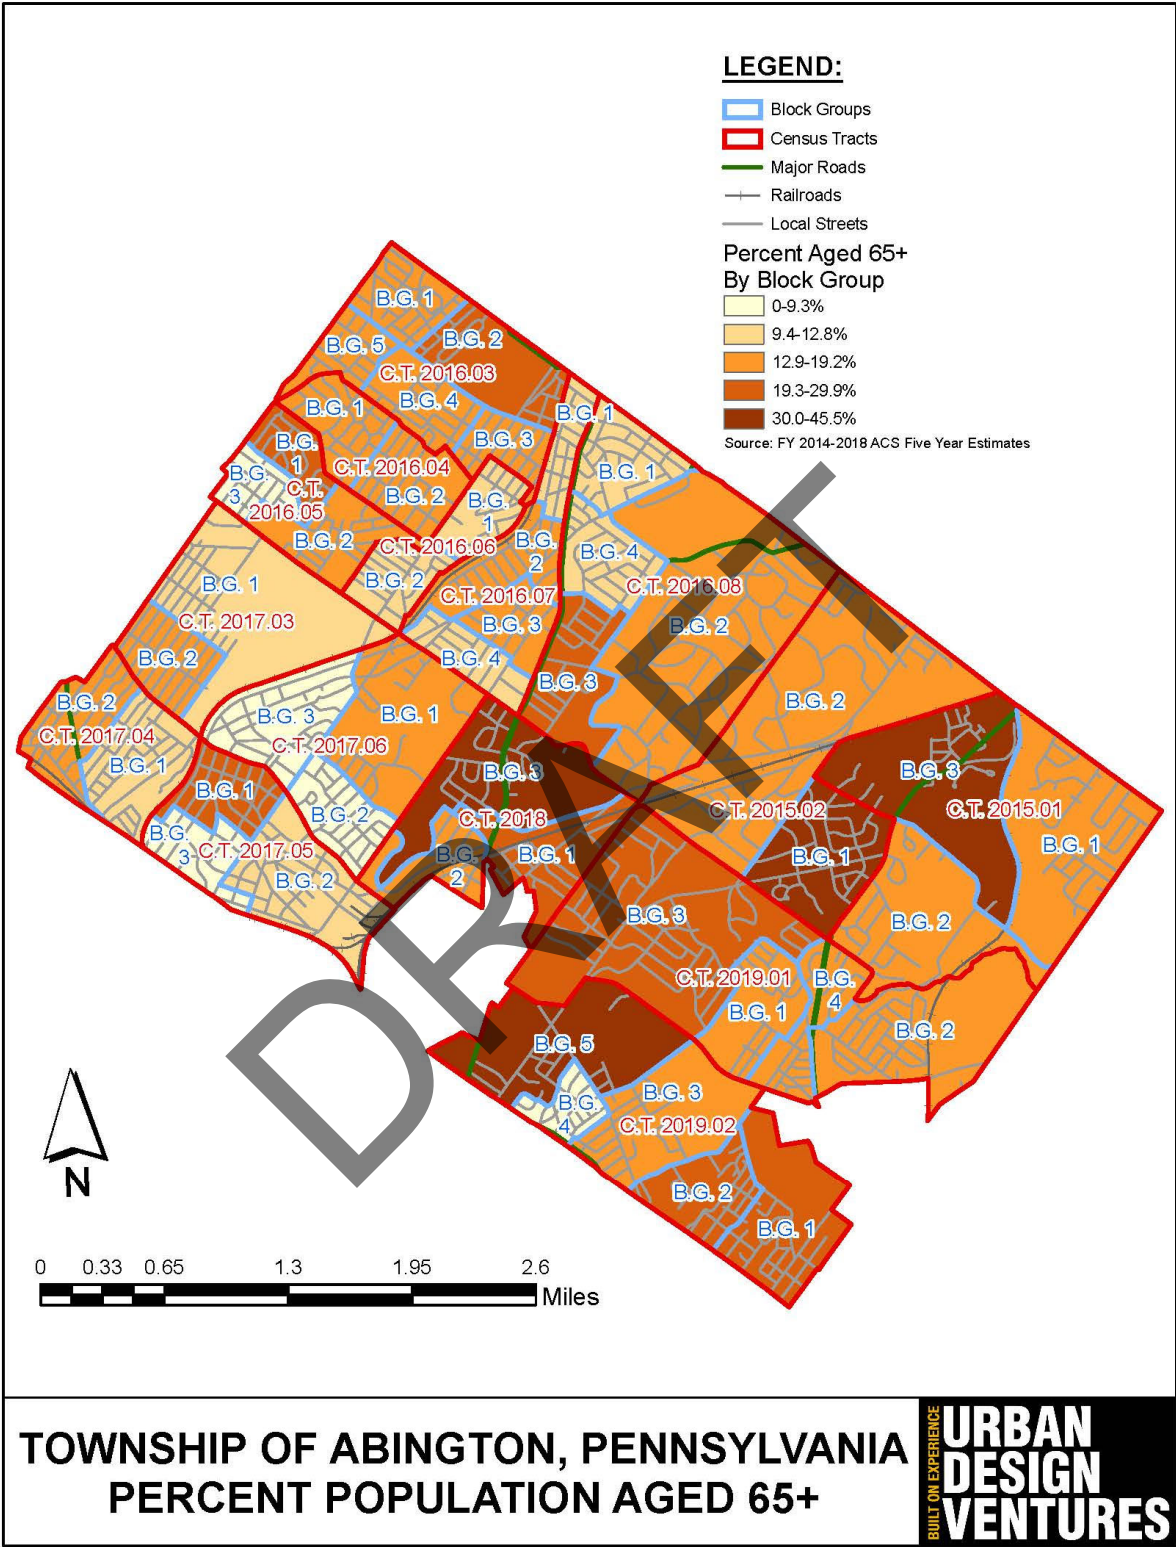 LEGEND:
Block Groups
Census Tracts
Major Roads
Railroads
Local Streets
Percent Aged 65+
By Block Group
0-9.3%
9.4-12.8%
12.9-19.2%
19.3-29.9%
30.0-45.5%
Source: FY 2014-2018 ACS Five Year Estimates
B.G. 1
B.G. 2
B.G. 5
C.T. 2016.03
B.G. 4
B.G. 1
B.G. 1
B.G. 3
B.G.
1
C.T. 2016.04
B.G. 1
B.G.
3
C.T.
2016.05
B.G. 2
B.G.
1
B.G. 2
C.T. 2016.06
B.G.
2
B.G. 4
B.G. 1
B.G. 2
C.T. 2016.07
C.T. 2016.08
C.T. 2017.03
B.G. 3
B.G. 2
B.G. 2
B.G. 4
B.G. 3
B.G. 2
B.G. 2
B.G. 3
B.G. 1
C.T. 2017.04
C.T. 2017.06
B.G. 1
B.G. 3
B.G. 3
B.G. 1
B.G. 2
C.T. 2018
C.T. 2015.02
C.T. 2015.01
B.G.
3
C.T. 2017.05
B.G.
2
B.G. 1
B.G. 1
B.G. 1
B.G. 2
B.G. 3
B.G. 2
C.T. 2019.01
B.G.
4
B.G. 1
B.G. 2
B.G. 5
B.G. 3
B.G.
4
C.T. 2019.02
B.G. 2
B.G. 1
DRAFT
N
0 0.33 0.65 1.3 1.95 2.6
Miles
TOWNSHIP OF ABINGTON, PENNSYLVANIA
PERCENT POPULATION AGED 65+
BUILT ON EXPERIENCE
URBAN
DESIGN
VENTURES